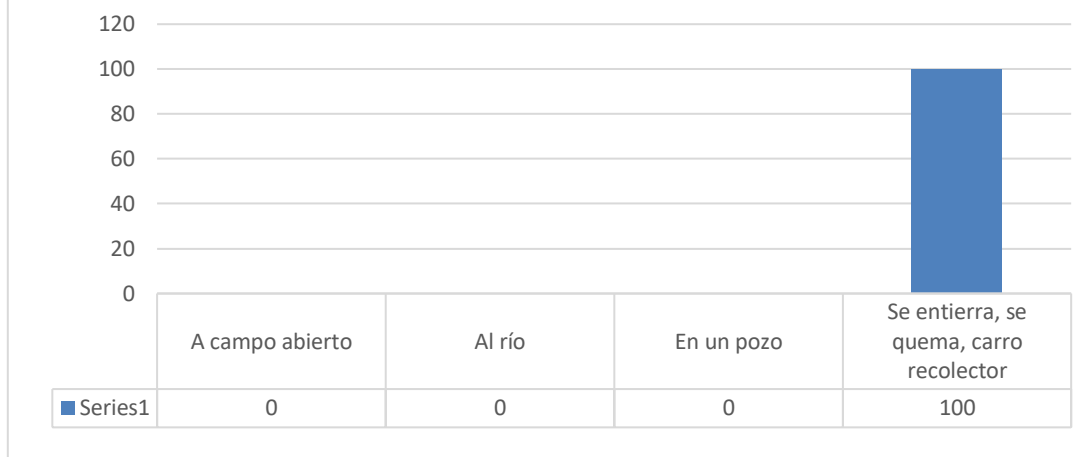 120
100
80
60
40
20
0
A campo abierto Al río En un pozo Se entierra, se
quema, carro
recolector
Series1 0 0 0 100